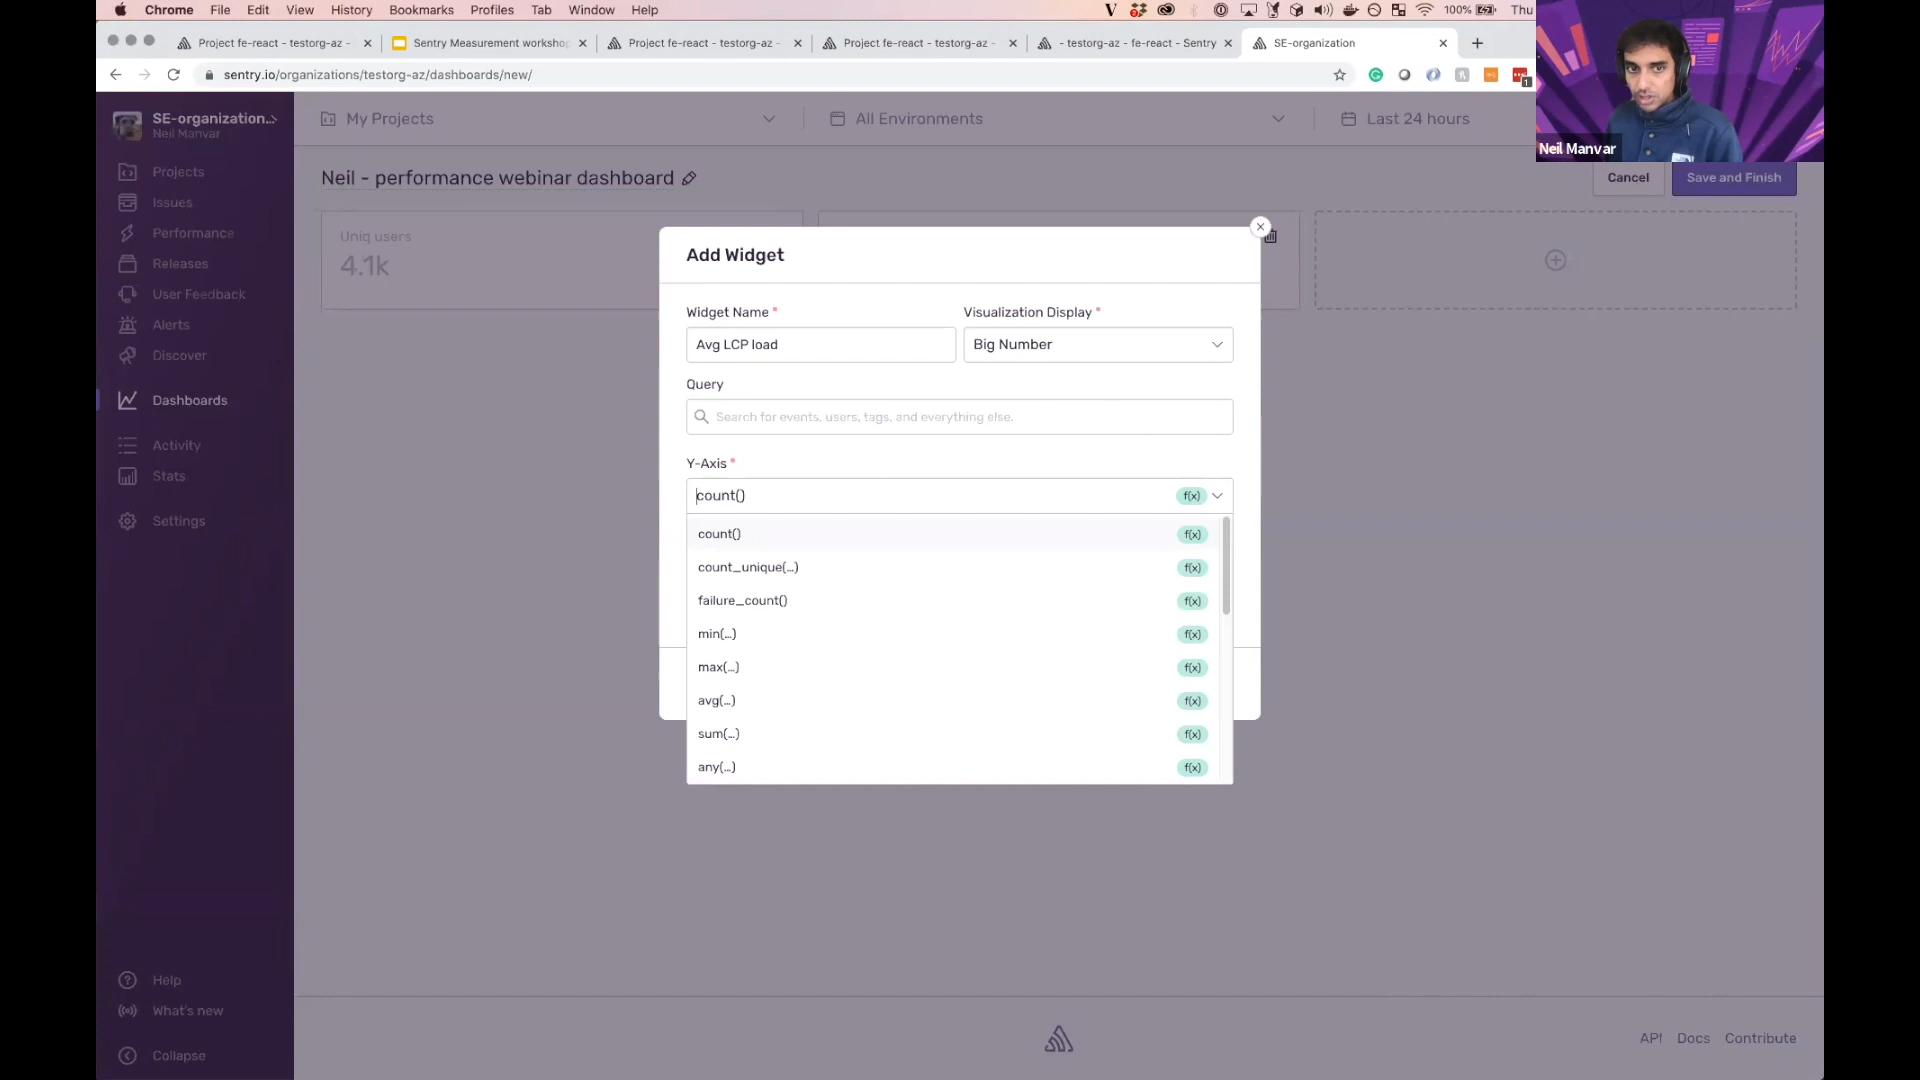 Chrome File Edit View History Bookmarks Profiles Tab Window Help
V
100%
Thu
Project fe-react - testorg-az -
Sentry Measurement workshop
Project fe-react - testorg-az -
Project fe-react - testorg-az -
- testorg-az - fe-react - Sentry
SE-organization
sentry.io/organizations/testorg-az/dashboards/new/
1
Neil Manvar
SE-organization...
Neil Manvar
Projects
Issues
Performance
Releases
User Feedback
Alerts
Discover
Dashboards
Activity
Stats
Settings
Help
What's new
Collapse
My Projects
All Environments
Last 24 hours
Neil - performance webinar dashboard
Cancel
Save and Finish
Uniq users
4.1k
Add Widget
Widget Name *
Visualization Display *
Avg LCP load
Big Number
Query
Search for events, users, tags, and everything else.
Y-Axis *
count() f(x)
count() f(x)
count_unique(…) f(x)
failure_count() f(x)
min(…) f(x)
max(…) f(x)
avg(…) f(x)
sum(…) f(x)
any(…) f(x)
API Docs Contribute